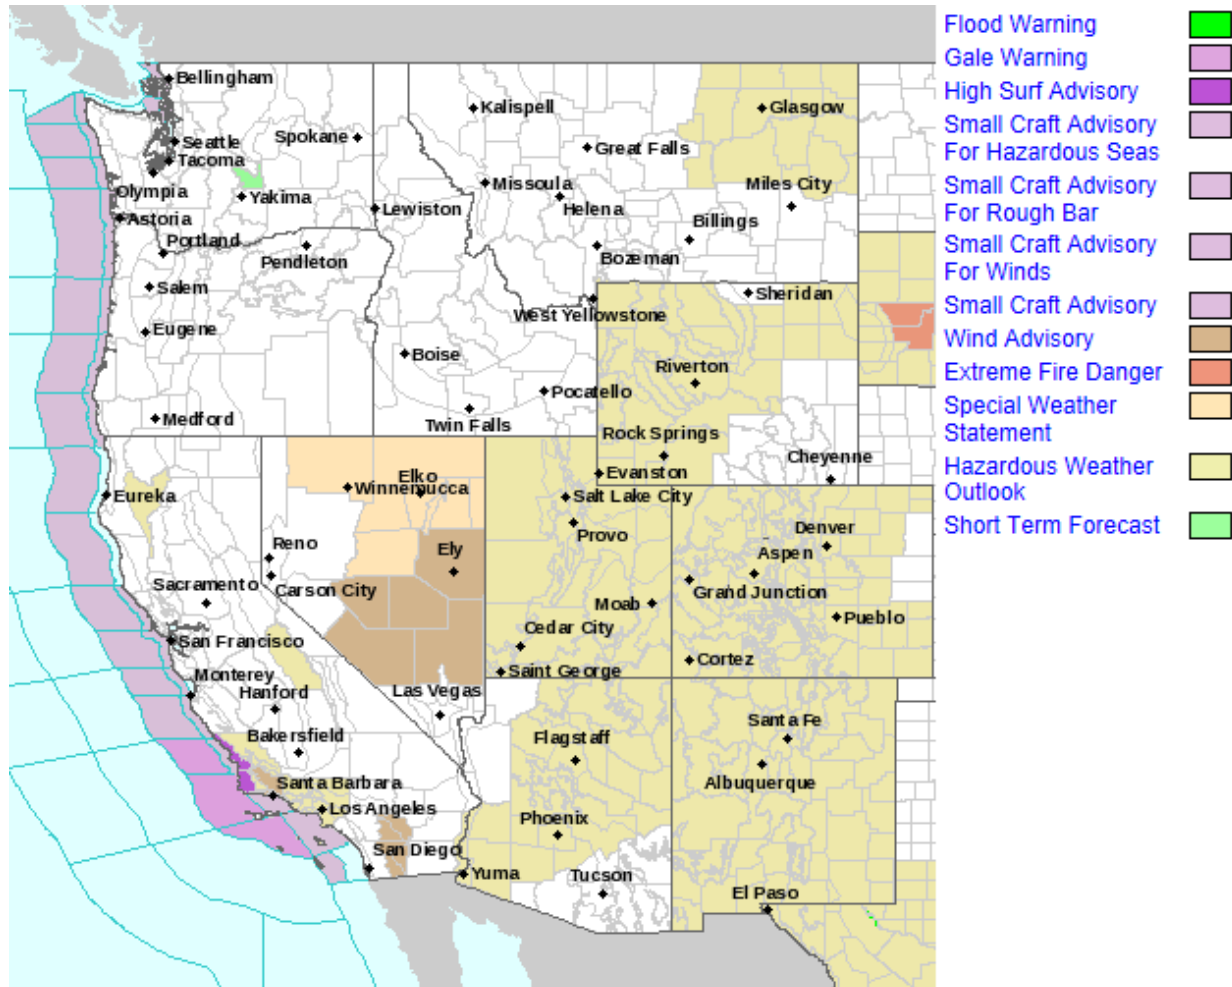 Flood Warning
Gale Warning
High Surf Advisory
Small Craft Advisory
For Hazardous Seas
Small Craft Advisory
For Rough Bar
Small Craft Advisory
For Winds
Small Craft Advisory
Wind Advisory
Extreme Fire Danger
Special Weather
Statement
Hazardous Weather
Outlook
Short Term Forecast
Bellingham
Kalispell
Glasgow
Seattle
Spokane
Great Falls
Tacoma
Olympia
Yakima
Missoula
Miles City
Astoria
Lewiston
Helena
Billings
Portland
Pendleton
Bozeman
Salem
Sheridan
West Yellowstone
Eugene
Boise
Riverton
Pocatello
Medford
Twin Falls
Rock Springs
Cheyenne
Evanston
Elko
Winnemucca
Eureka
Salt Lake City
Provo
Denver
Reno
Ely
Aspen
Sacramento
Carson City
Grand Junction
Moab
Pueblo
San Francisco
Cedar City
Cortez
Saint George
Monterey
Hanford
Las Vegas
Santa Fe
Bakersfield
Flagstaff
Albuquerque
Santa Barbara
Los Angeles
Phoenix
San Diego
Yuma
Tucson
El Paso